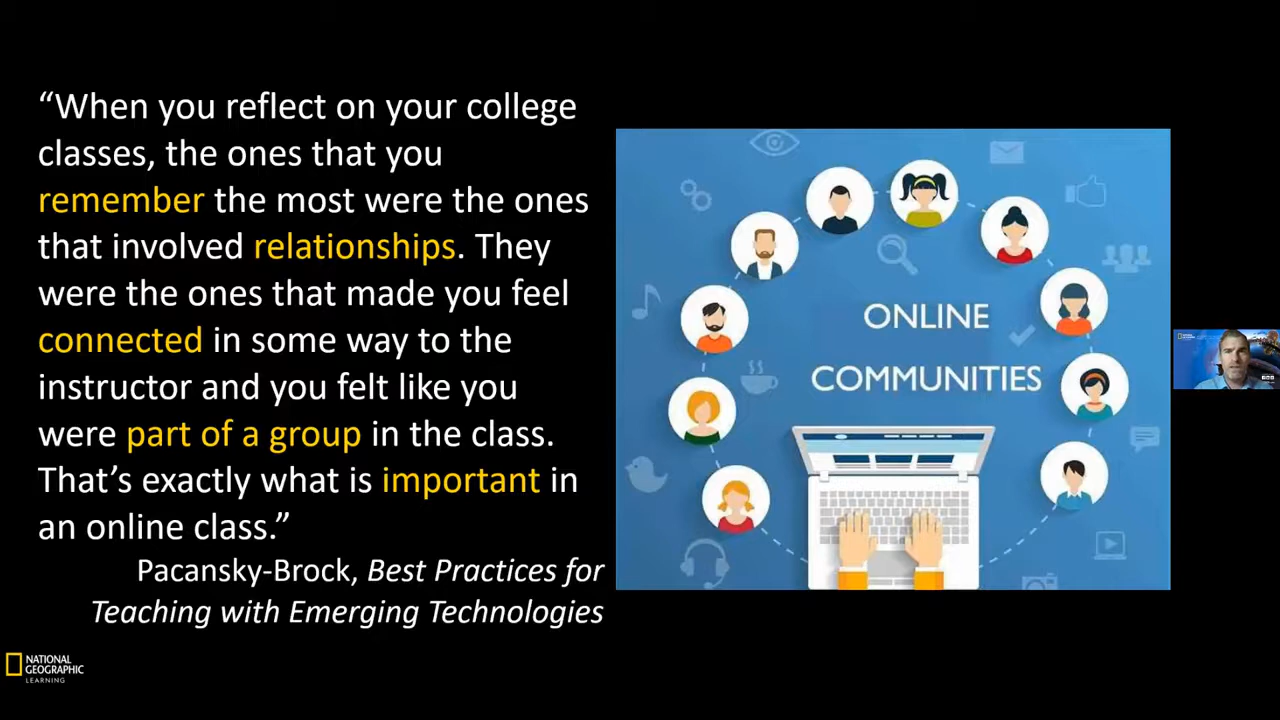 “When you reflect on your college
classes, the ones that you
remember the most were the ones
that involved relationships. They
were the ones that made you feel
connected in some way to the
instructor and you felt like you
were part of a group in the class.
That’s exactly what is important in
an online class.”
Pacansky-Brock, Best Practices for
Teaching with Emerging Technologies
ONLINE
COMMUNITIES
NATIONAL
GEOGRAPHIC
LEARNING